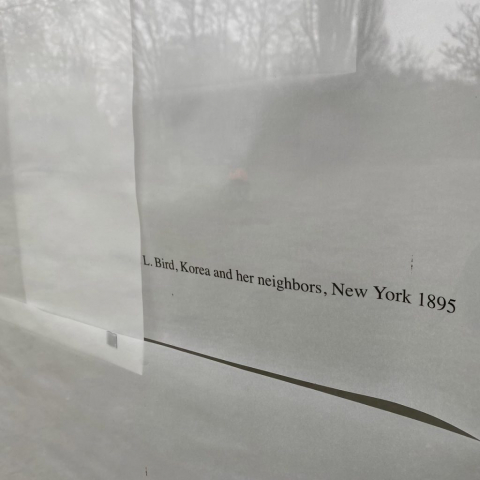 L. Bird, Korea and her neighbors, New York 1895